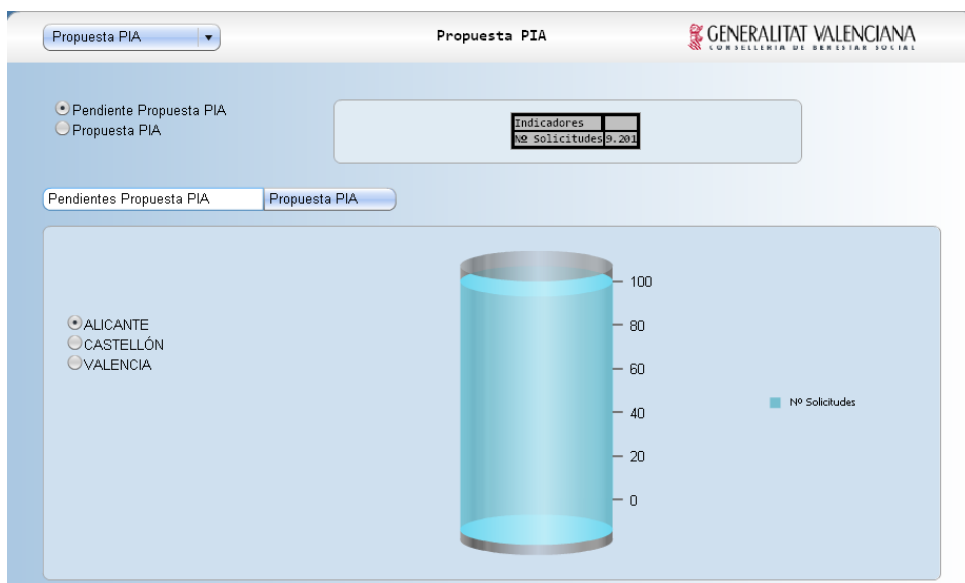 Propuesta PIA
Propuesta PIA
GENERALITAT VALENCIANA
CONSELLERIA DE BENESTAR SOCIAL
Pendiente Propuesta PIA
Propuesta PIA
Indicadores
Nº Solicitudes 9.201
Pendientes Propuesta PIA
Propuesta PIA
ALICANTE
CASTELLÓN
VALENCIA
100
80
60
40
20
0
Nº Solicitudes